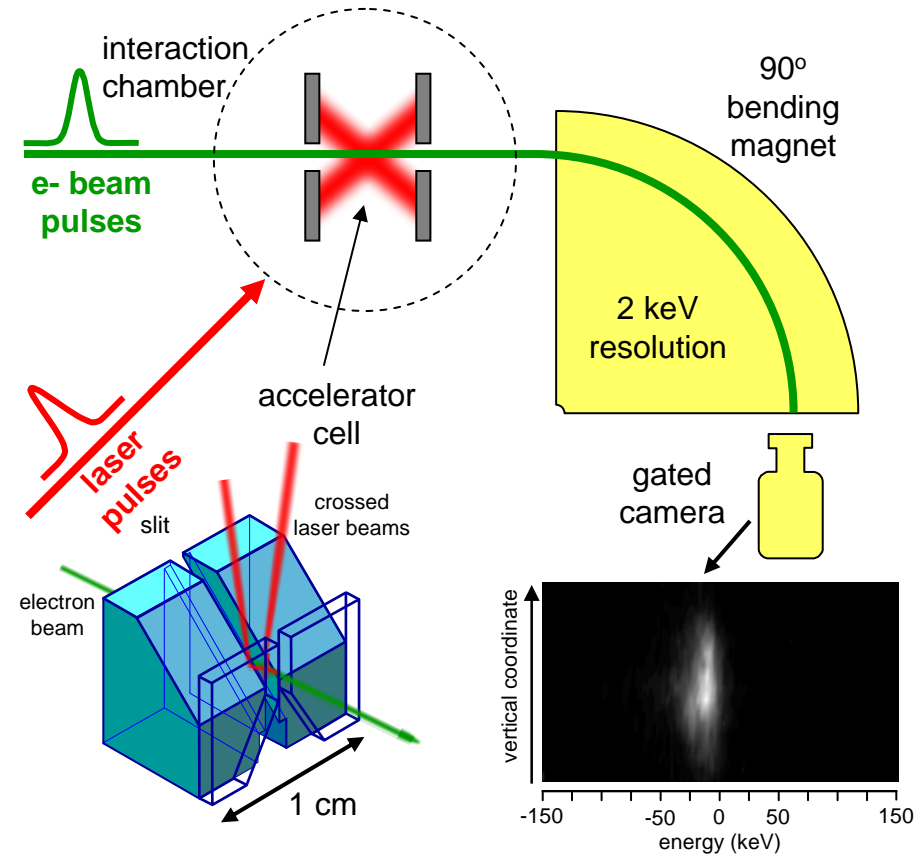 interaction
chamber
90º
bending
magnet
e- beam
pulses
2 keV
resolution
accelerator
cell
laser
pulses
gated
camera
slit
crossed
laser beams
electron
beam
1 cm
vertical coordinate
-150 -50 0 50 150
energy (keV)